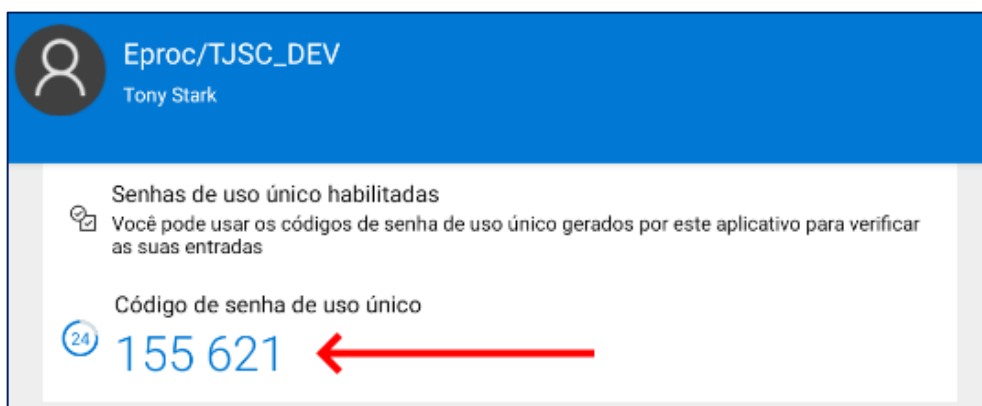 Eproc/TJSC_DEV
Tony Stark
Senhas de uso único habilitadas
Você pode usar os códigos de senha de uso único gerados por este aplicativo para verificar
as suas entradas
Código de senha de uso único
24
155 621